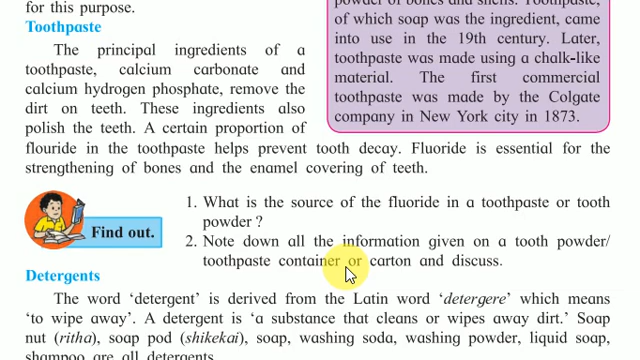 for this purpose.
Toothpaste
The principal ingredients of a
toothpaste, calcium carbonate and
calcium hydrogen phosphate, remove the
dirt on teeth. These ingredients also
polish the teeth. A certain proportion of
flouride in the toothpaste helps prevent tooth decay. Fluoride is essential for the
strengthening of bones and the enamel covering of teeth.
powder of bones and shells. Toothpaste,
of which soap was the ingredient, came
into use in the 19th century. Later,
toothpaste was made using a chalk-like
material. The first commercial
toothpaste was made by the Colgate
company in New York city in 1873.
Find out.
1. What is the source of the fluoride in a toothpaste or tooth
powder ?
2. Note down all the information given on a tooth powder/
toothpaste container or carton and discuss.
Detergents
The word ‘detergent’ is derived from the Latin word ‘detergere’ which means
‘to wipe away’. A detergent is ‘a substance that cleans or wipes away dirt.’ Soap
nut (ritha), soap pod (shikekai), soap, washing soda, washing powder, liquid soap,
shampoo are all detergents.